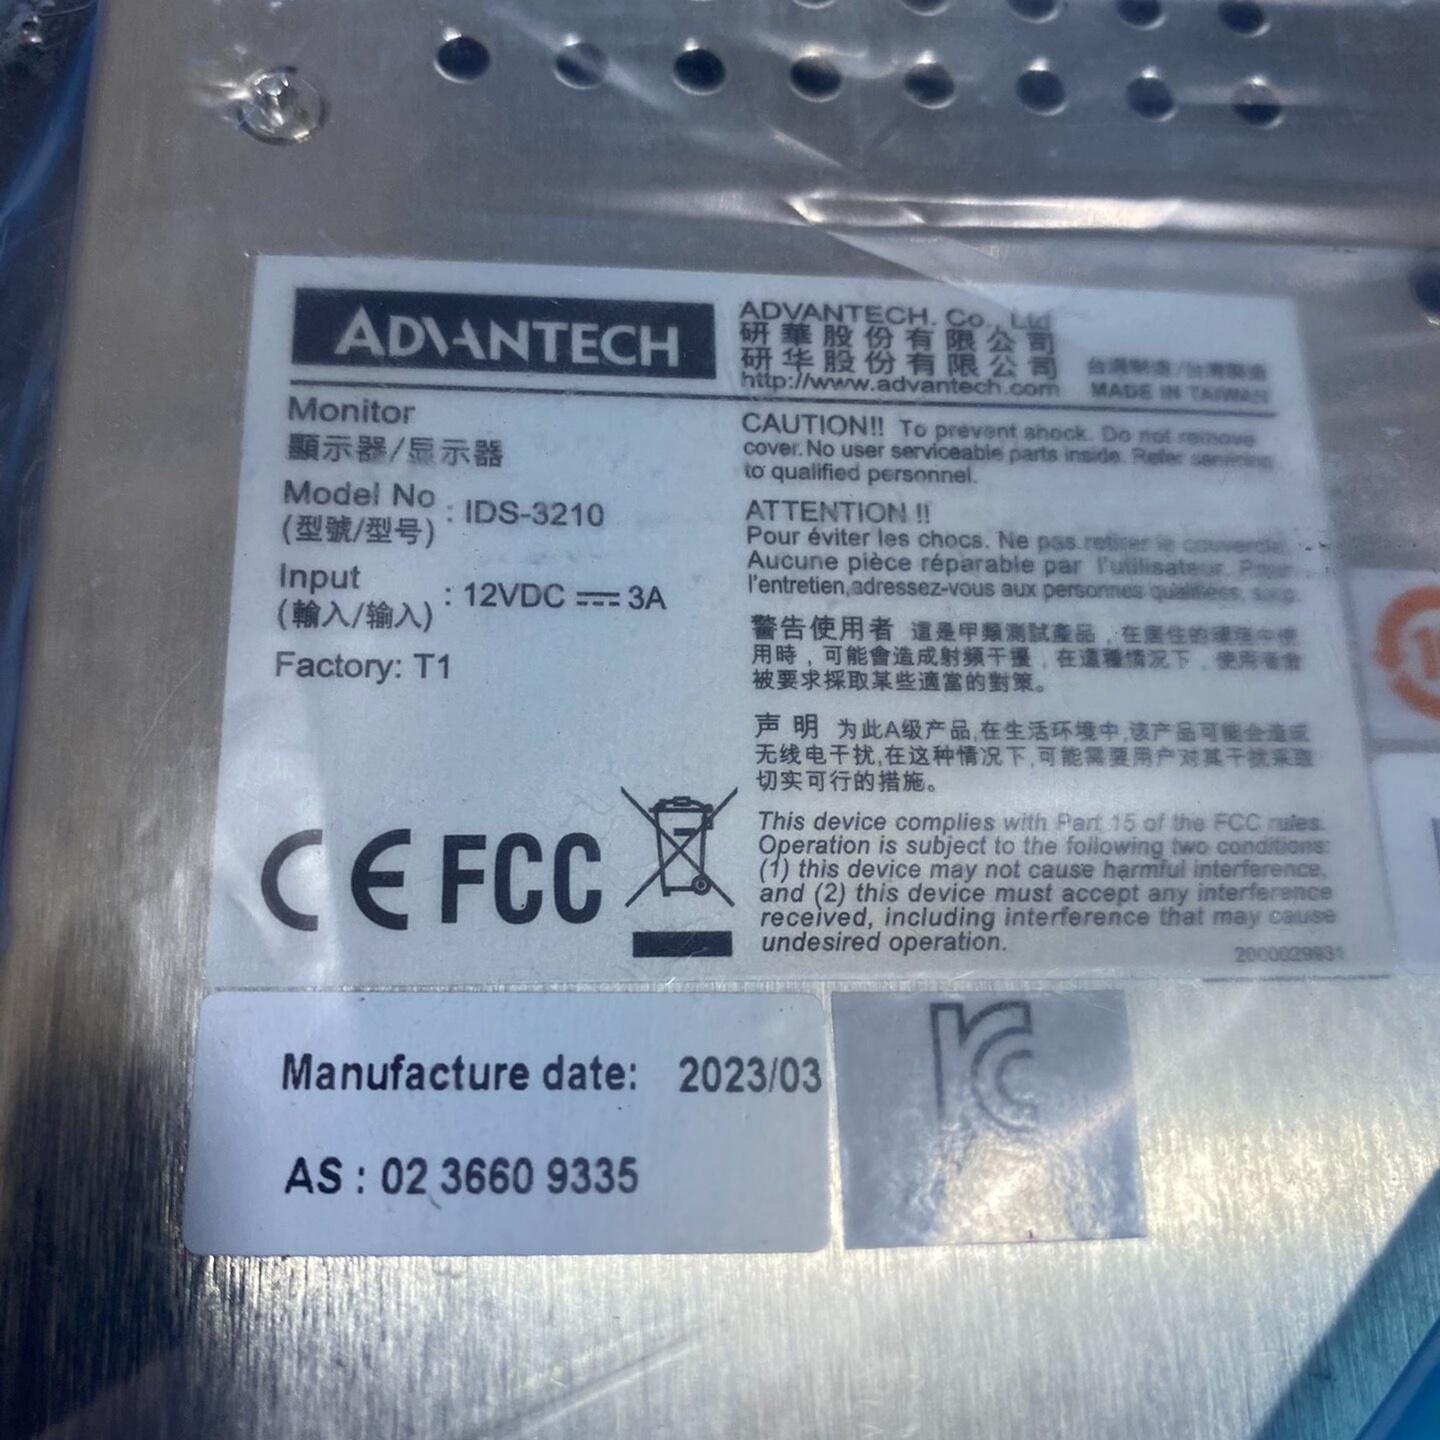 ADVANTECH
ADVANTECH. Co., Ltd
研華股份有限公司
研华股份有限公司
http://www.advantech.com
台灣製造/台湾制造
MADE IN TAIWAN
Monitor
顯示器/显示器
Model No
(型號/型号)
: IDS-3210
Input
(輸入/输入)
: 12VDC ⎓ 3A
Factory: T1
CAUTION!! To prevent shock. Do not remove
cover. No user serviceable parts inside. Refer servicing
to qualified personnel.
ATTENTION !!
Pour éviter les chocs. Ne pas retirer le couvercle.
Aucune pièce réparable par l'utilisateur. Pour
l'entretien,adressez-vous aux personnes qualifiées, s.v.p.
警告使用者 這是甲類測試產品，在居住的環境中使
用時，可能會造成射頻干擾，在這種情況下，使用者會
被要求採取某些適當的對策。
声 明 为此A级产品,在生活环境中,该产品可能会造成
无线电干扰,在这种情况下,可能需要用户对其干扰采取
切实可行的措施。
This device complies with Part 15 of the FCC rules.
Operation is subject to the following two conditions:
(1) this device may not cause harmful interference,
and (2) this device must accept any interference
received, including interference that may cause
undesired operation.
2000029931
CE FCC
Manufacture date: 2023/03
AS : 02 3660 9335